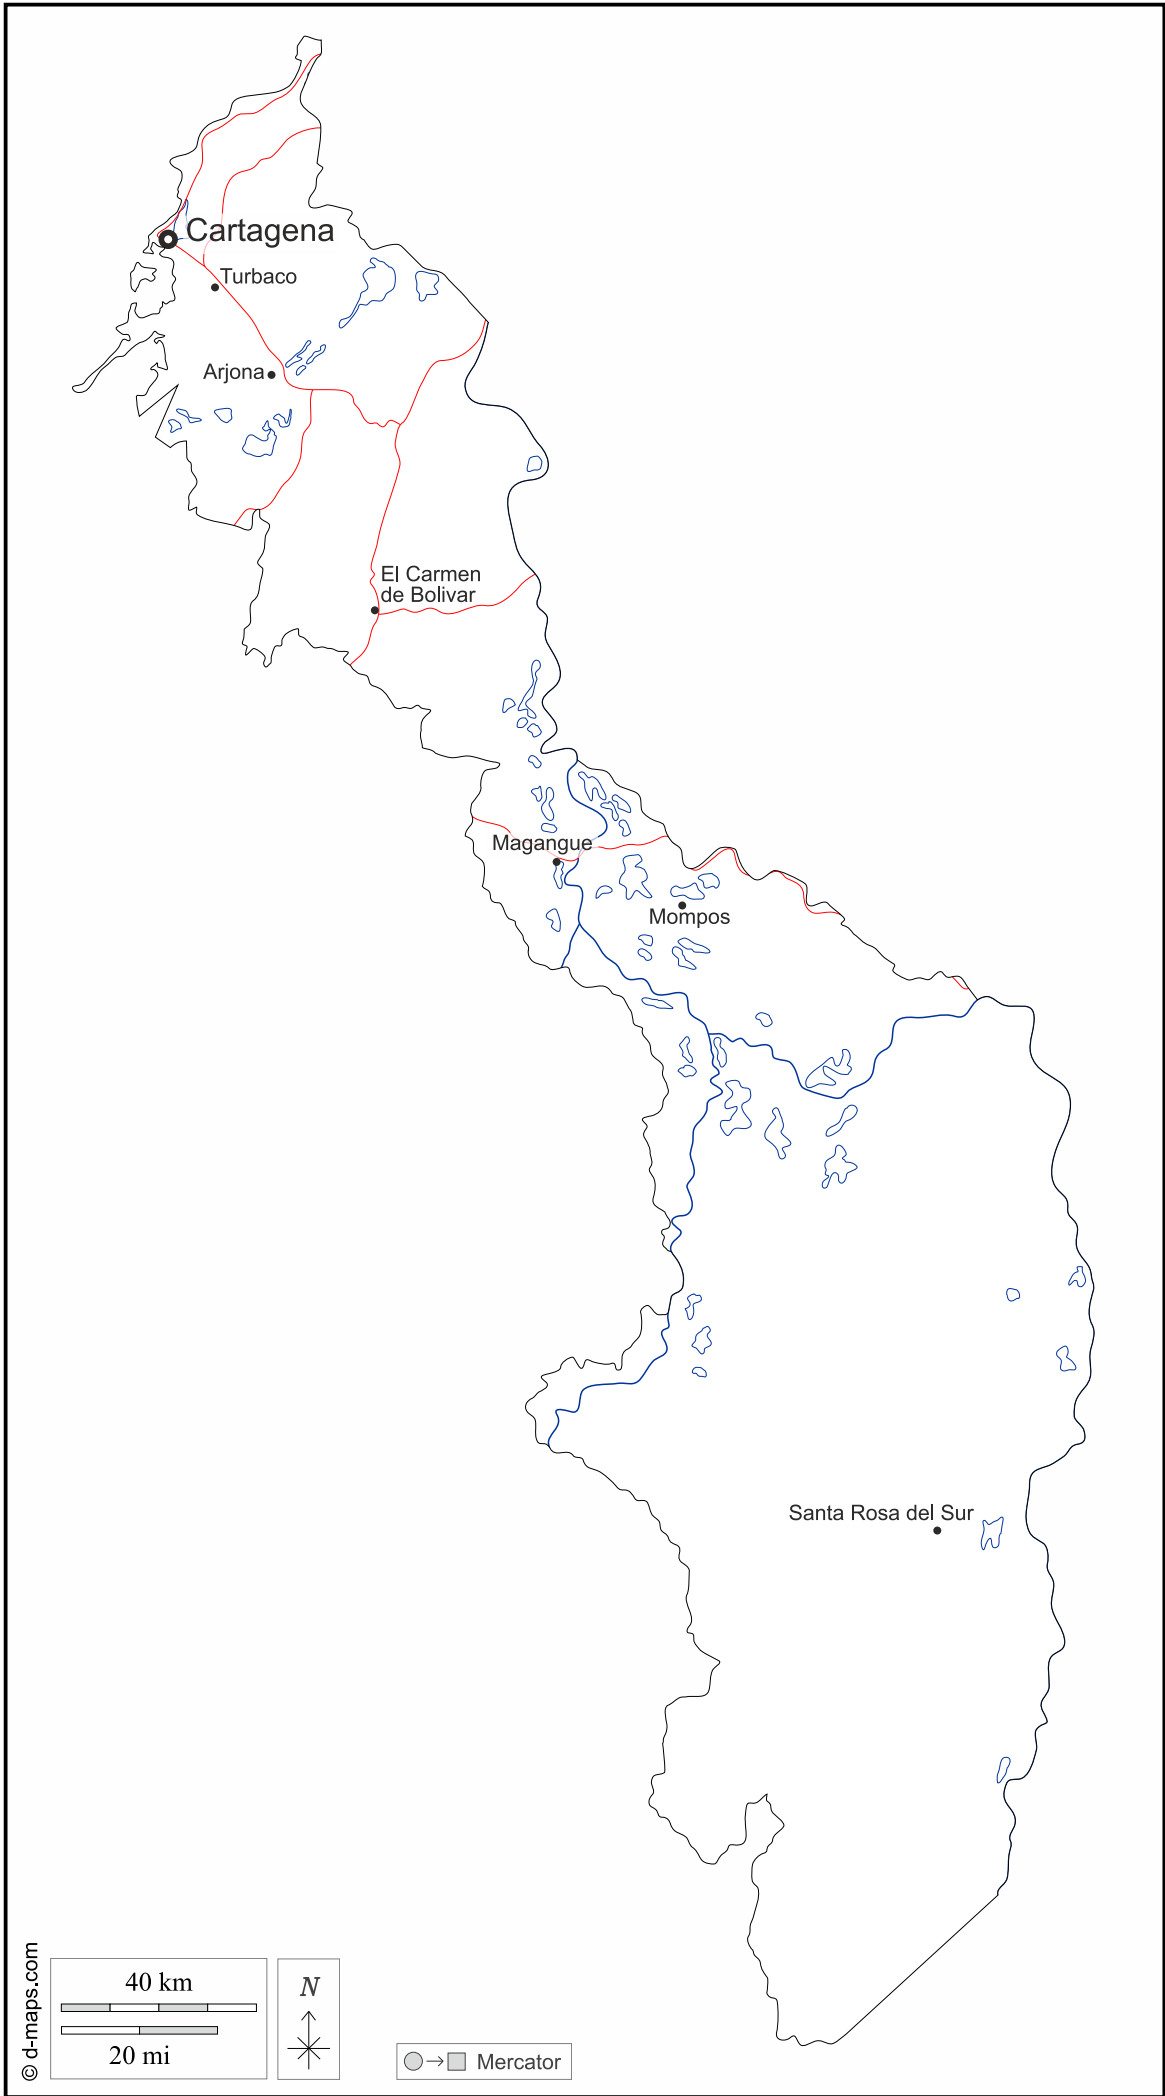 Cartagena
Turbaco
Arjona
El Carmen
de Bolivar
Magangue
Mompos
Santa Rosa del Sur
© d-maps.com
40 km
20 mi
N
Mercator